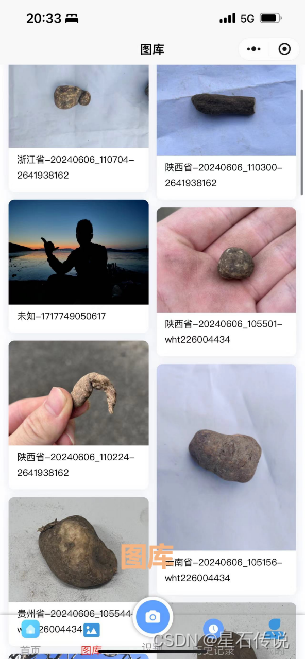 20:33
5G
图库
浙江省-20240606_110704-
2641938162
陕西省-20240606_110300-
2641938162
未知-1717749050617
陕西省-20240606_105501-
wht226004434
陕西省-20240606_110224-
2641938162
云南省-20240606_105156-
wht226004434
图库
贵州省-20240606_105544-
wht226004434
首页
图库
记录
CSDN @星石传说